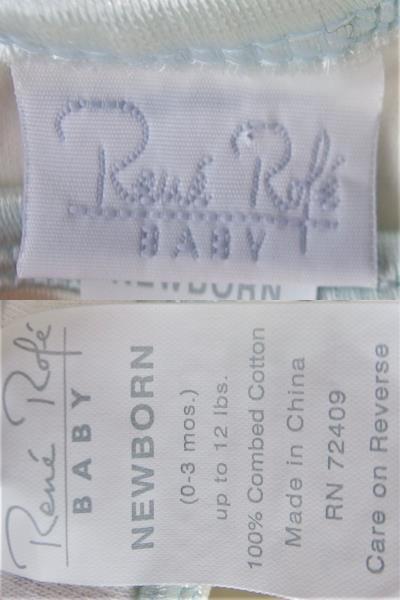 René Rofé
BABY
NEWBORN
René Rofé
BABY
NEWBORN
(0-3 mos.)
up to 12 lbs.
100% Combed Cotton
Made in China
RN 72409
Care on Reverse